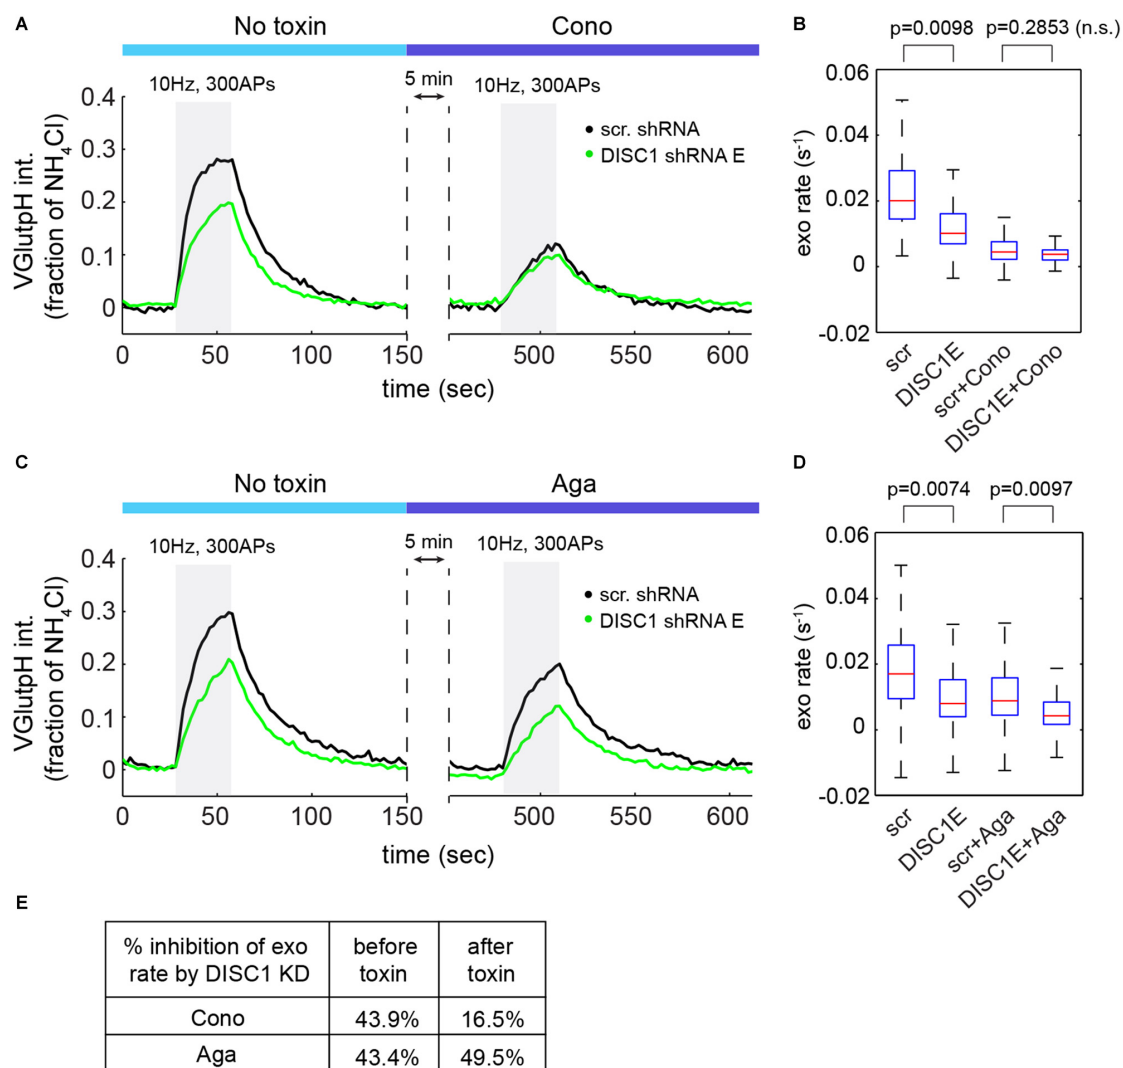 A
No toxin
Cono
10Hz, 300APs
5 min
10Hz, 300APs
scr. shRNA
DISC1 shRNA E
VGlutpH int.
(fraction of NH4Cl)
0.4
0.3
0.2
0.1
0
0 50 100 150 500 550 600
time (sec)
B
p=0.0098 p=0.2853 (n.s.)
exo rate (s-1)
0.06
0.04
0.02
0
-0.02
scr
DISC1E
scr+Cono
DISC1E+Cono
C
No toxin
Aga
10Hz, 300APs
5 min
10Hz, 300APs
scr. shRNA
DISC1 shRNA E
VGlutpH int.
(fraction of NH4Cl)
0.4
0.3
0.2
0.1
0
0 50 100 150 500 550 600
time (sec)
D
p=0.0074 p=0.0097
exo rate (s-1)
0.06
0.04
0.02
0
-0.02
scr
DISC1E
scr+Aga
DISC1E+Aga
E
% inhibition of exo
rate by DISC1 KD
before
toxin
after
toxin
Cono 43.9% 16.5%
Aga 43.4% 49.5%